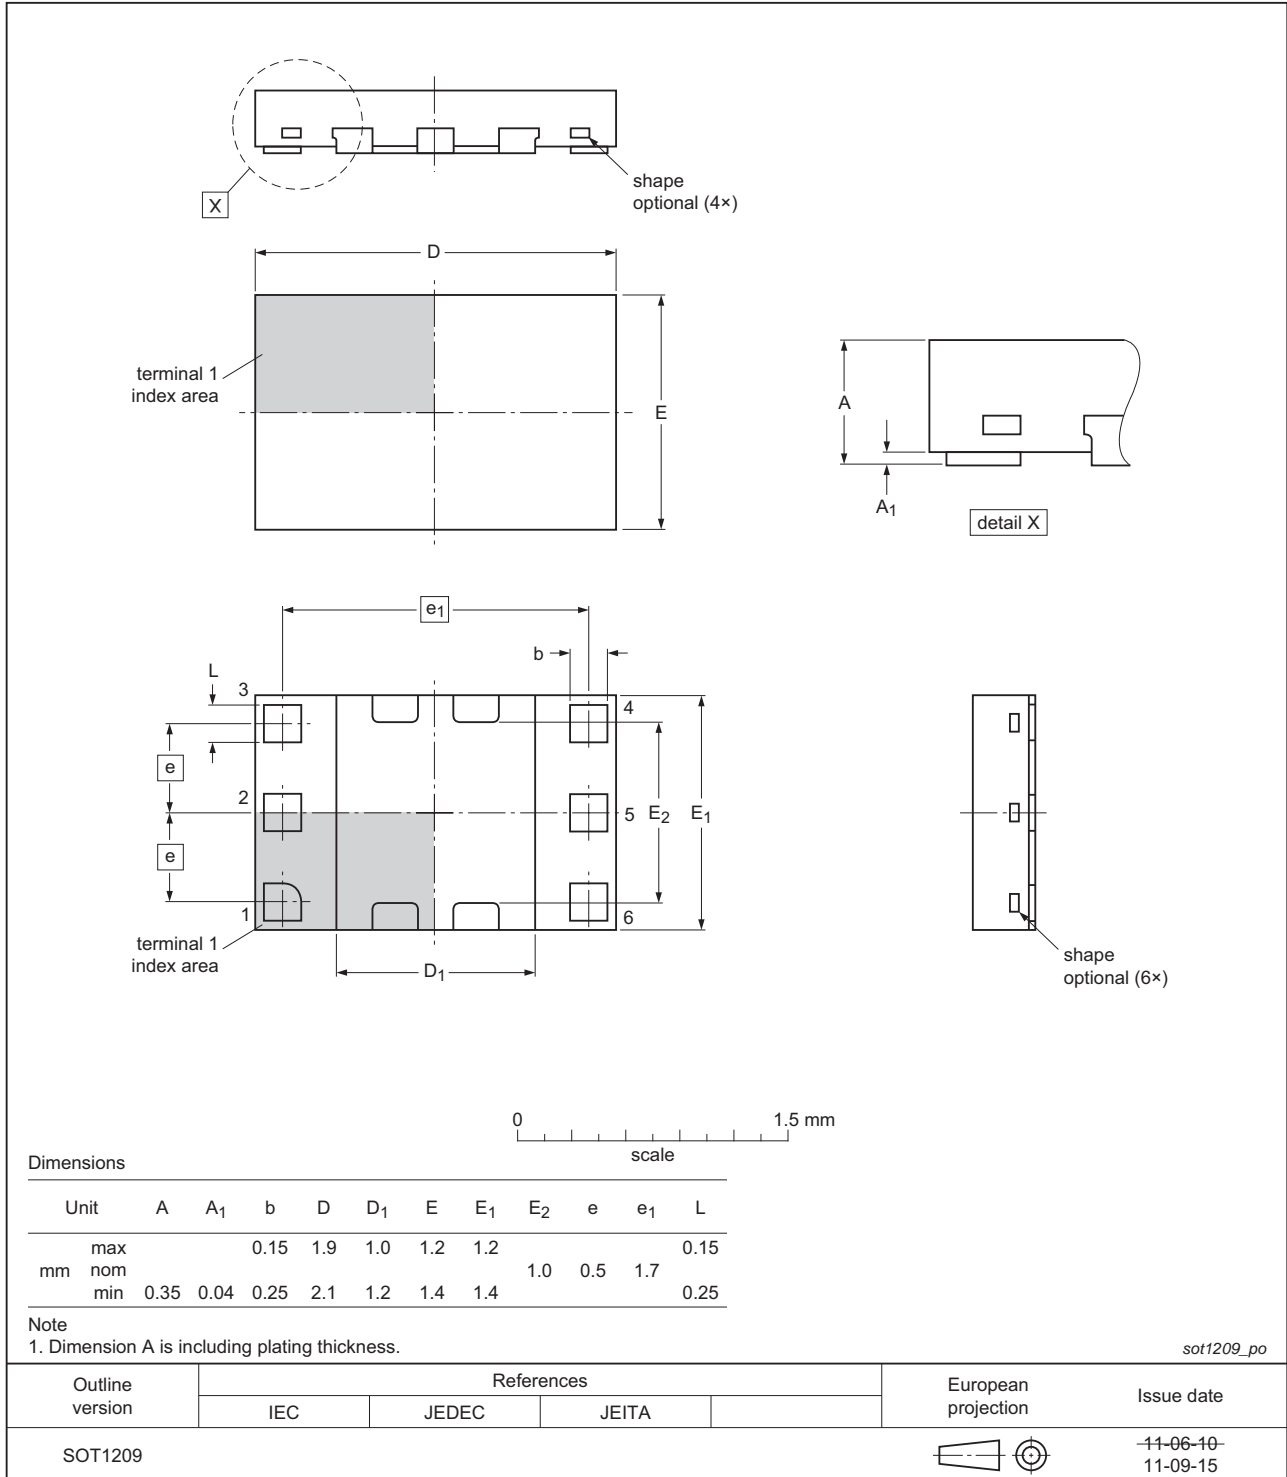 X
shape
optional (4×)
D
terminal 1
index area
E
A
A1
detail X
e1
b
L
3
4
e
2
5
E2
E1
e
1
6
terminal 1
index area
D1
shape
optional (6×)
0 1.5 mm
scale
Dimensions
Unit A A1 b D D1 E E1 E2 e e1 L
max 0.15 1.9 1.0 1.2 1.2 0.15
mm nom 1.0 0.5 1.7
min 0.35 0.04 0.25 2.1 1.2 1.4 1.4 0.25
Note
1. Dimension A is including plating thickness.
sot1209_po
Outline version
References
European projection
Issue date
IEC JEDEC JEITA
SOT1209
11-06-10
11-09-15